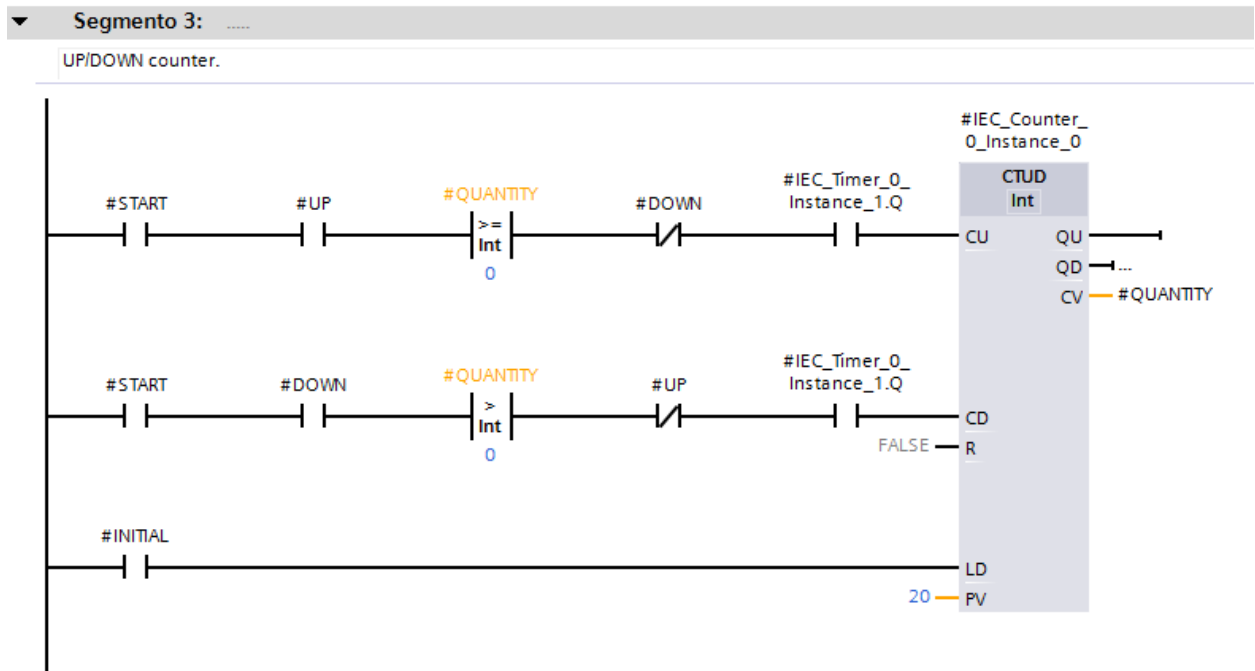 Segmento 3: .....
UP/DOWN counter.
#IEC_Counter_
0_Instance_0
CTUD
Int
#START
#UP
#QUANTITY
>=
Int
0
#DOWN
#IEC_Timer_0_
Instance_1.Q
CU
QU
QD
...
CV
#QUANTITY
#START
#DOWN
#QUANTITY
>
Int
0
#UP
#IEC_Timer_0_
Instance_1.Q
CD
FALSE
R
#INITIAL
LD
20
PV